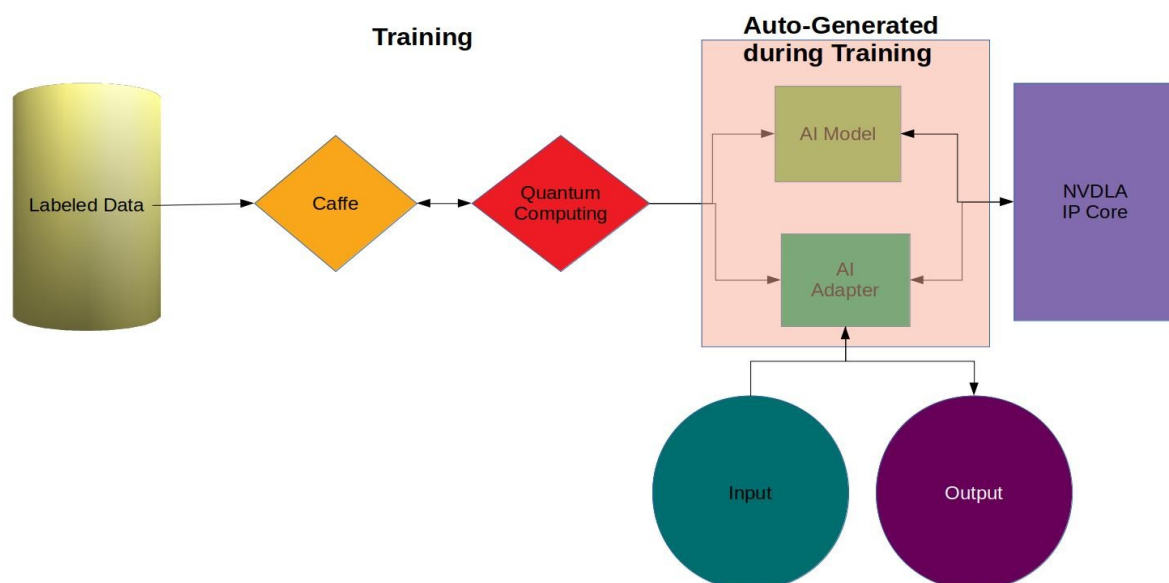 Training
Auto-Generated
during Training
Labeled Data
Caffe
Quantum
Computing
AI Model
AI
Adapter
NVDLA
IP Core
Input
Output